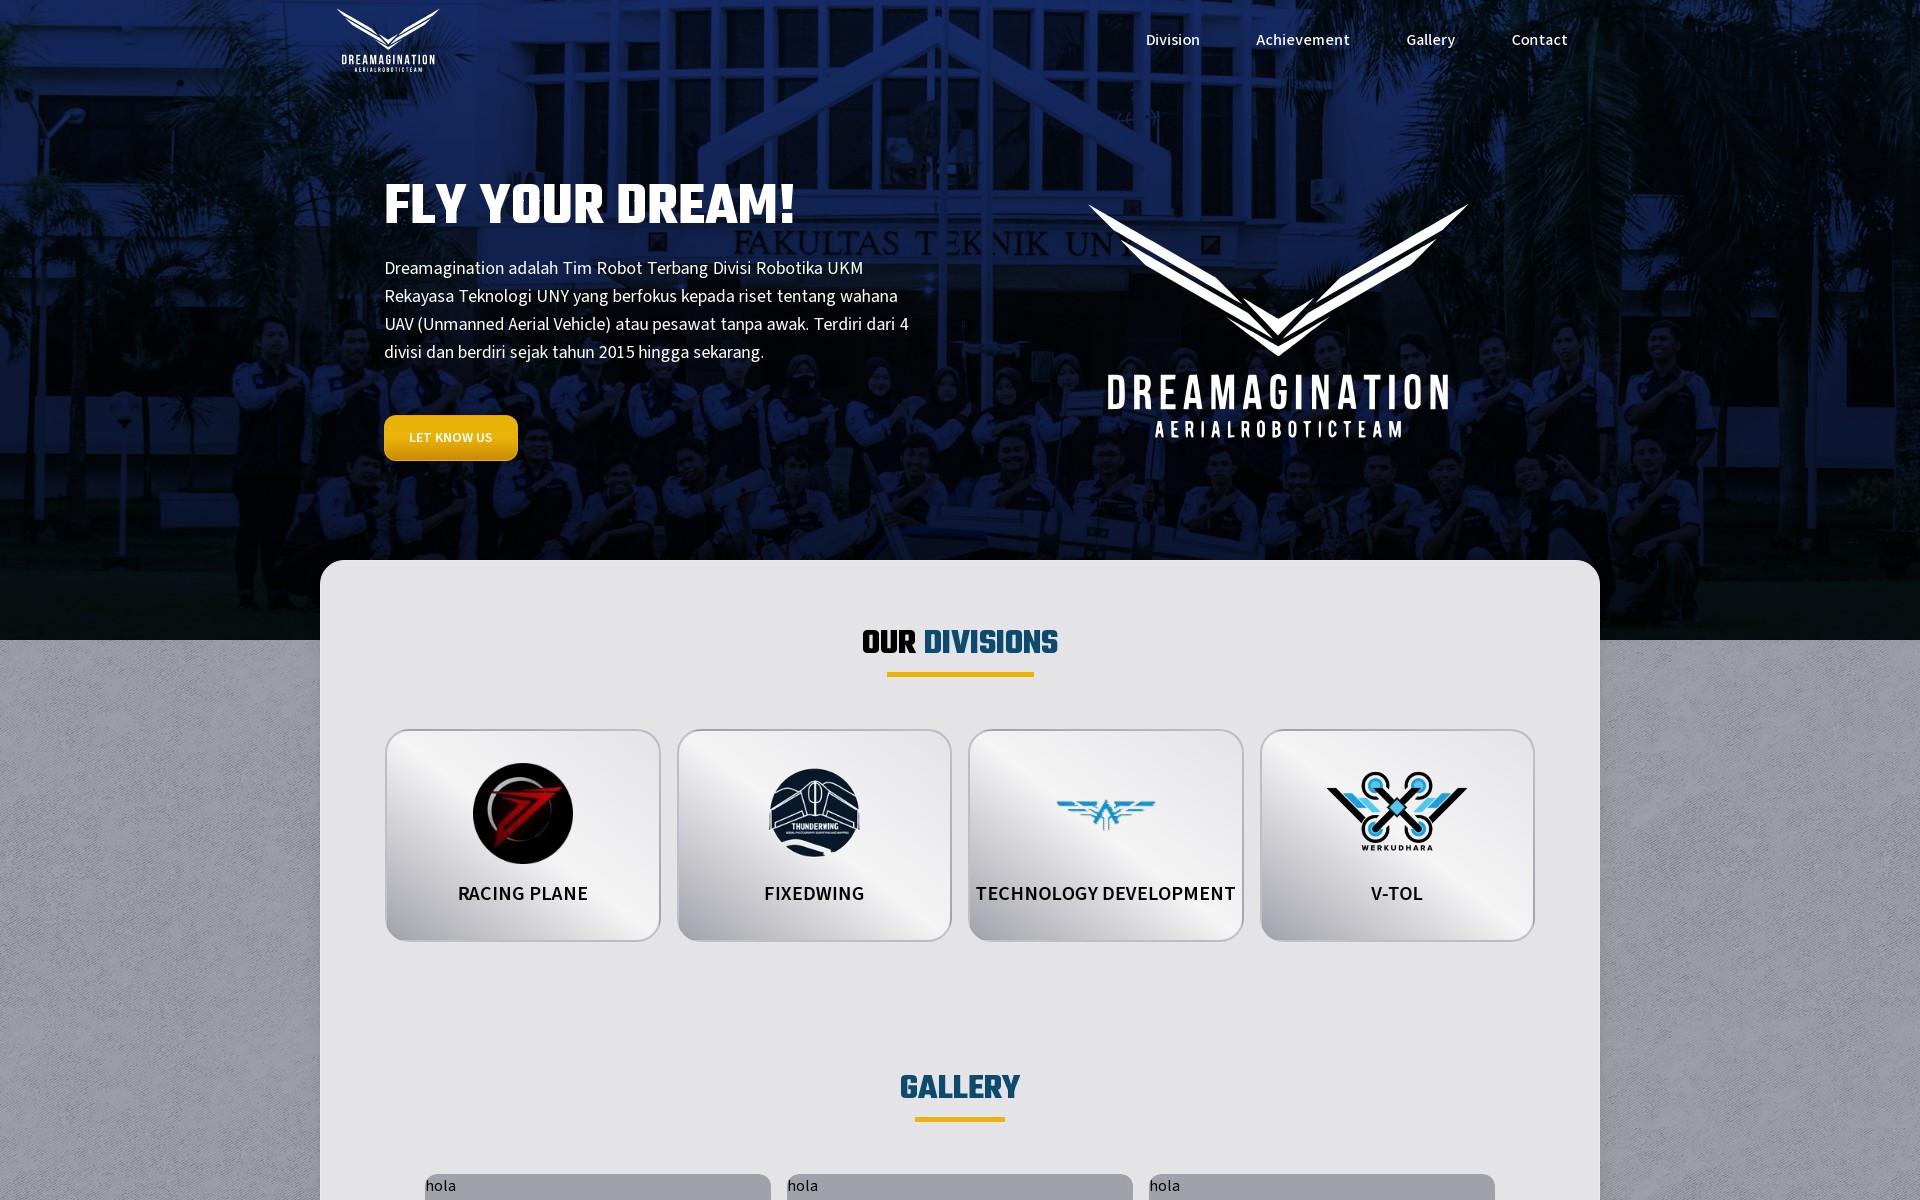 DREAMAGINATION
AERIALROBOTICTEAM
Division
Achievement
Gallery
Contact
FLY YOUR DREAM!
FAKULTAS TEKNIK UNY
Dreamagination adalah Tim Robot Terbang Divisi Robotika UKM
Rekayasa Teknologi UNY yang berfokus kepada riset tentang wahana
UAV (Unmanned Aerial Vehicle) atau pesawat tanpa awak. Terdiri dari 4
divisi dan berdiri sejak tahun 2015 hingga sekarang.
LET KNOW US
DREAMAGINATION
AERIALROBOTICTEAM
OUR DIVISIONS
THUNDERWING
WERKUDHARA
RACING PLANE
FIXEDWING
TECHNOLOGY DEVELOPMENT
V-TOL
GALLERY
hola
hola
hola